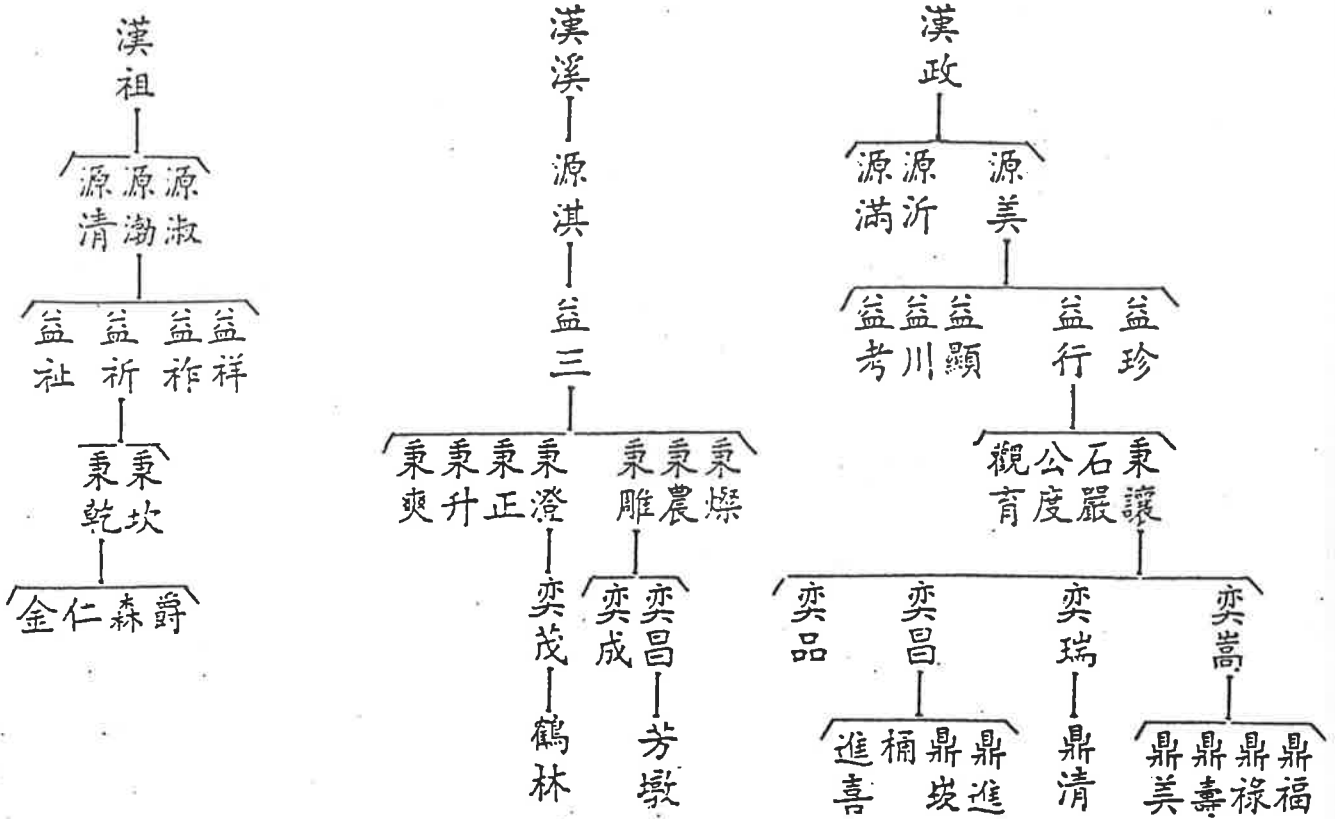 漢政
源美
源沂
源滿
益珍
益行
益顯
益川
益考
秉讓
石嚴
公度
觀育
奕嵩
奕瑞
奕昌
奕品
鼎福
鼎祿
鼎壽
鼎美
鼎清
鼎進
鼎崁
桶
進喜
漢溪
源淇
益三
秉燦
秉農
秉雕
秉澄
秉正
秉升
秉爽
奕昌
奕成
奕茂
芳墩
鶴林
漢祖
源淑
源渤
源清
益祥
益祚
益祈
益祉
秉坎
秉乾
爵
森
仁
金